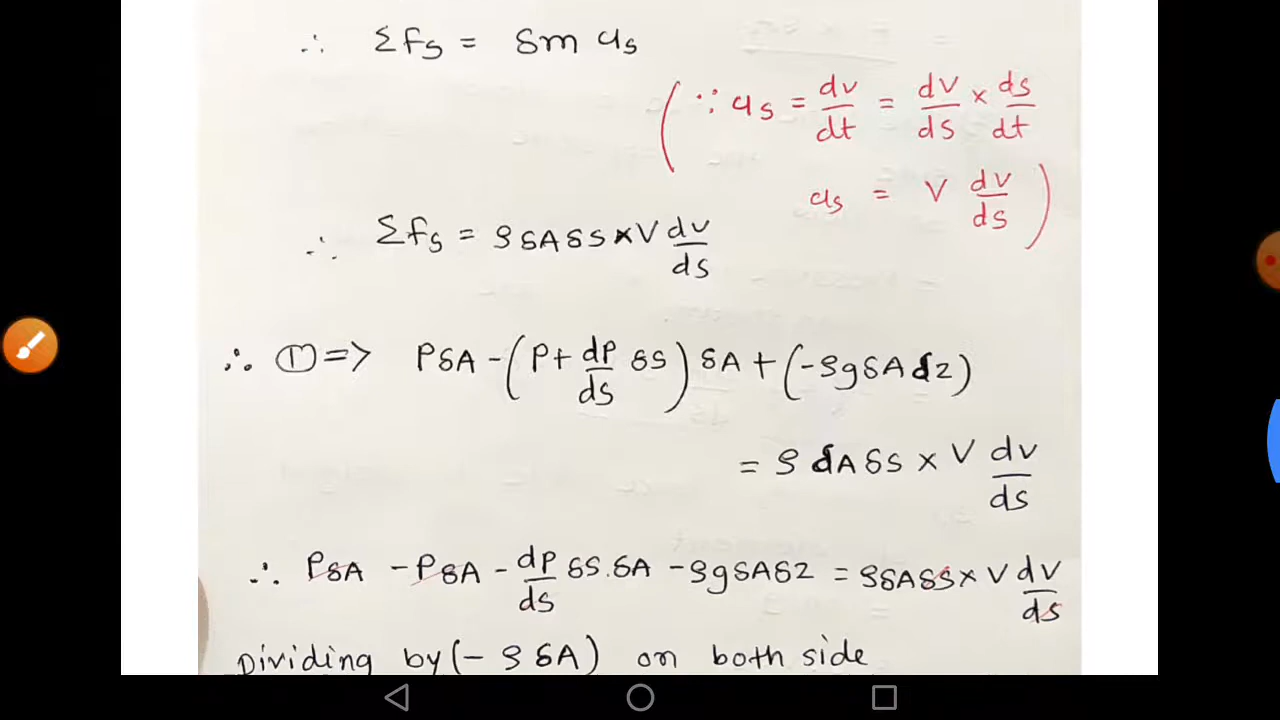 ∴ Σfs = δm as
(∵ as = dv/dt = dv/ds × ds/dt
as = V dv/ds)
∴ Σfs = ρδAδs×V dv/ds
∴ ① => PδA - (P + dP/ds δs) δA + (-ρgδAδz)
= ρδAδs × V dv/ds
∴ PδA - PδA - dP/ds δs.δA - ρgδAδz = ρδAδs× V dv/ds
Dividing by (- ρδA) on both side